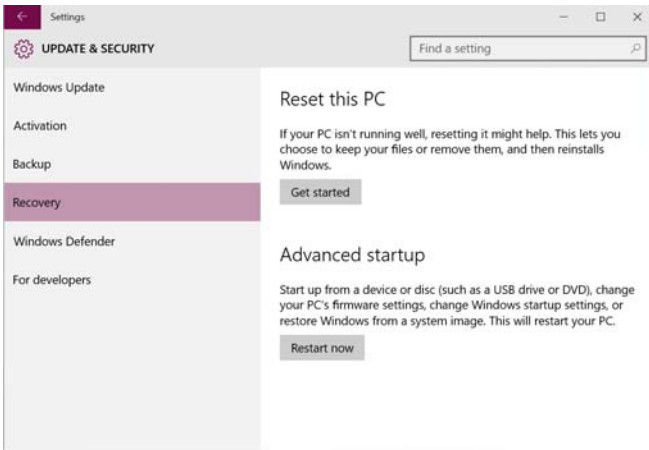 Settings
UPDATE & SECURITY
Find a setting
Windows Update
Activation
Backup
Recovery
Windows Defender
For developers
Reset this PC
If your PC isn't running well, resetting it might help. This lets you
choose to keep your files or remove them, and then reinstalls
Windows.
Get started
Advanced startup
Start up from a device or disc (such as a USB drive or DVD), change
your PC's firmware settings, change Windows startup settings, or
restore Windows from a system image. This will restart your PC.
Restart now